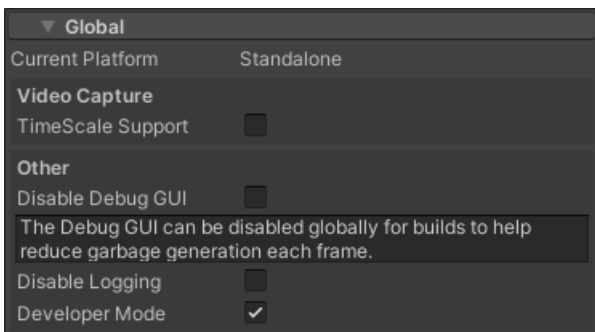 Global
Current Platform Standalone
Video Capture
TimeScale Support
Other
Disable Debug GUI
The Debug GUI can be disabled globally for builds to help
reduce garbage generation each frame.
Disable Logging
Developer Mode